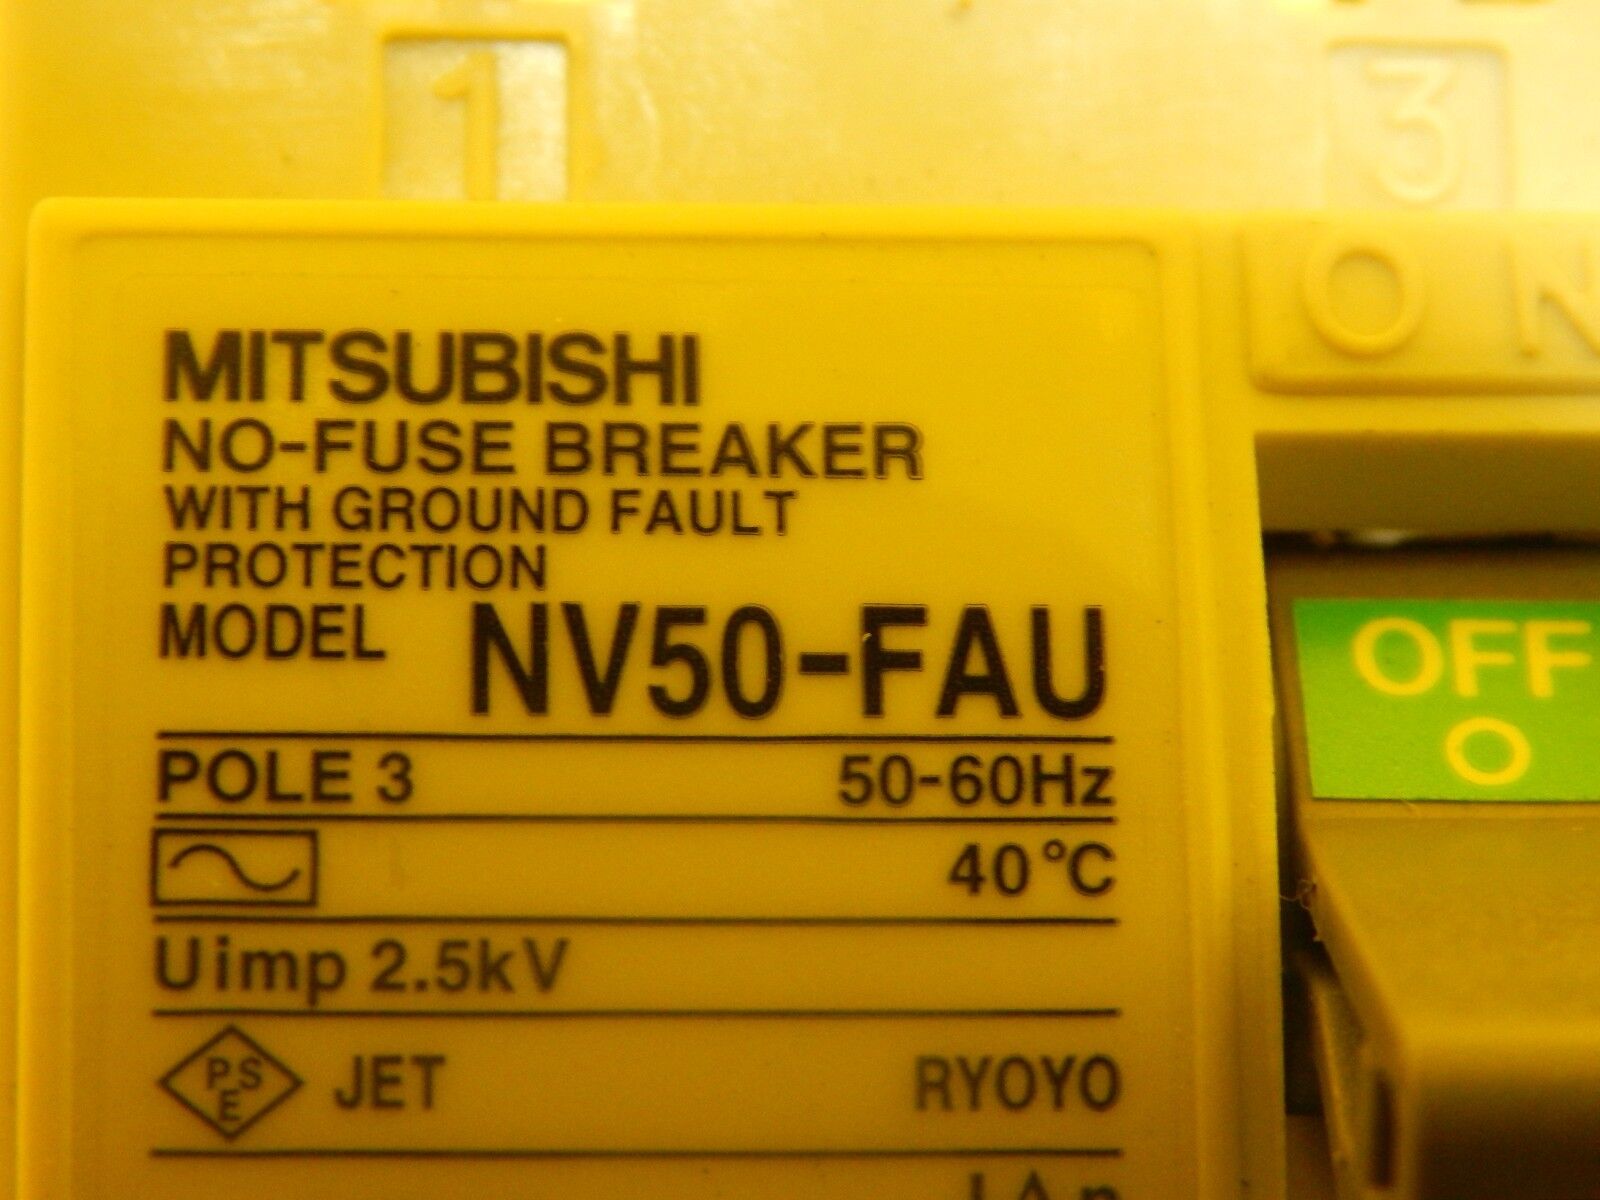 1
3
ON
MITSUBISHI
NO-FUSE BREAKER
WITH GROUND FAULT
PROTECTION
MODEL NV50-FAU
OFF
O
POLE 3 50-60Hz
40°C
Uimp 2.5kV
PSE JET RYOYO